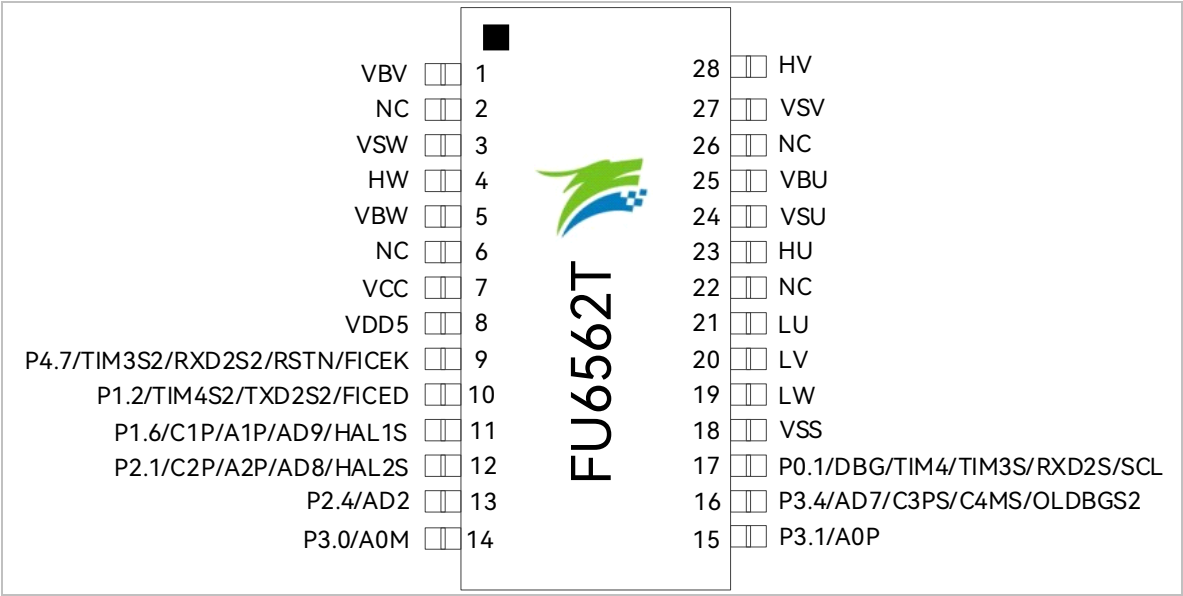 VBV 1
NC 2
VSW 3
HW 4
VBW 5
NC 6
VCC 7
VDD5 8
P4.7/TIM3S2/RXD2S2/RSTN/FICEK 9
P1.2/TIM4S2/TXD2S2/FICED 10
P1.6/C1P/A1P/AD9/HAL1S 11
P2.1/C2P/A2P/AD8/HAL2S 12
P2.4/AD2 13
P3.0/A0M 14
FU6562T
28 HV
27 VSV
26 NC
25 VBU
24 VSU
23 HU
22 NC
21 LU
20 LV
19 LW
18 VSS
17 P0.1/DBG/TIM4/TIM3S/RXD2S/SCL
16 P3.4/AD7/C3PS/C4MS/OLDBGS2
15 P3.1/A0P